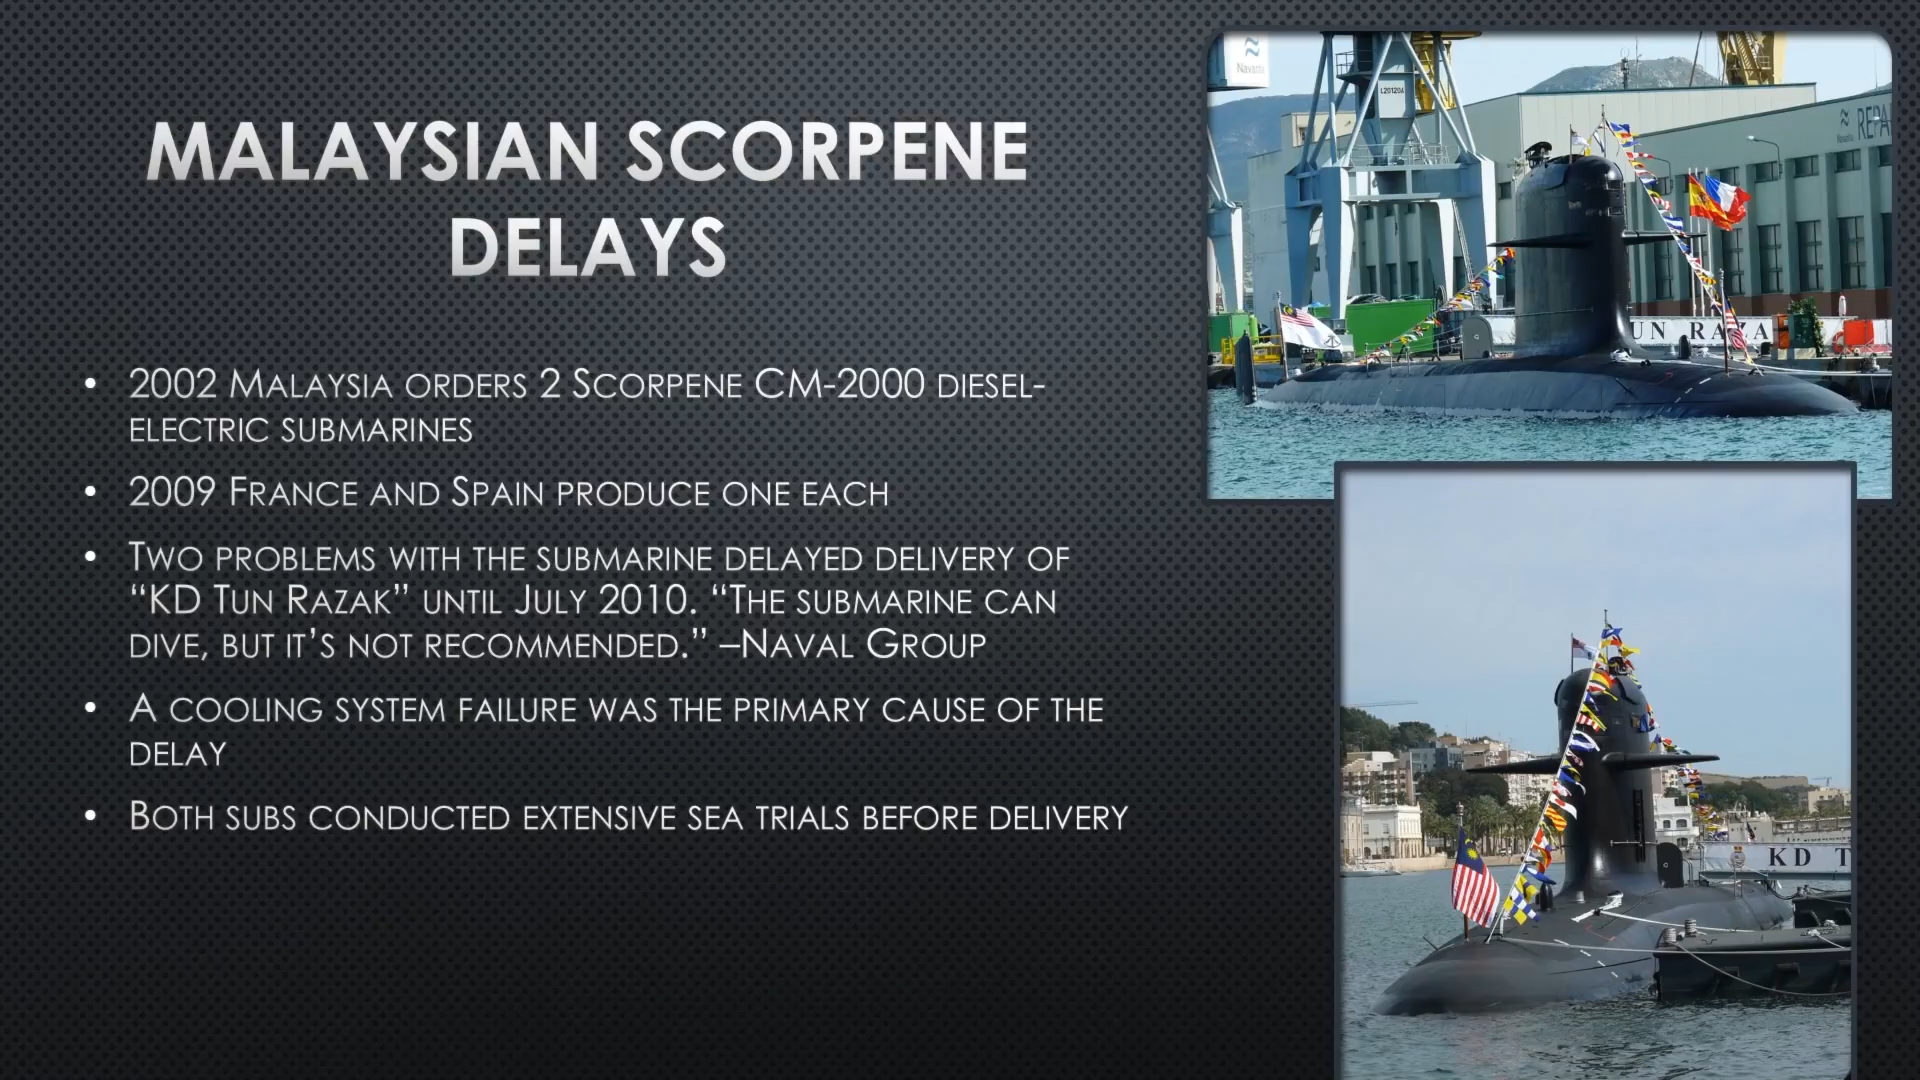 MALAYSIAN SCORPENE
DELAYS
• 2002 MALAYSIA ORDERS 2 SCORPENE CM-2000 DIESEL-
ELECTRIC SUBMARINES
• 2009 FRANCE AND SPAIN PRODUCE ONE EACH
• TWO PROBLEMS WITH THE SUBMARINE DELAYED DELIVERY OF
“KD TUN RAZAK” UNTIL JULY 2010. “THE SUBMARINE CAN
DIVE, BUT IT’S NOT RECOMMENDED.” –NAVAL GROUP
• A COOLING SYSTEM FAILURE WAS THE PRIMARY CAUSE OF THE
DELAY
• BOTH SUBS CONDUCTED EXTENSIVE SEA TRIALS BEFORE DELIVERY
Navantia
L20120A
REPA
UN RAZA
KD T